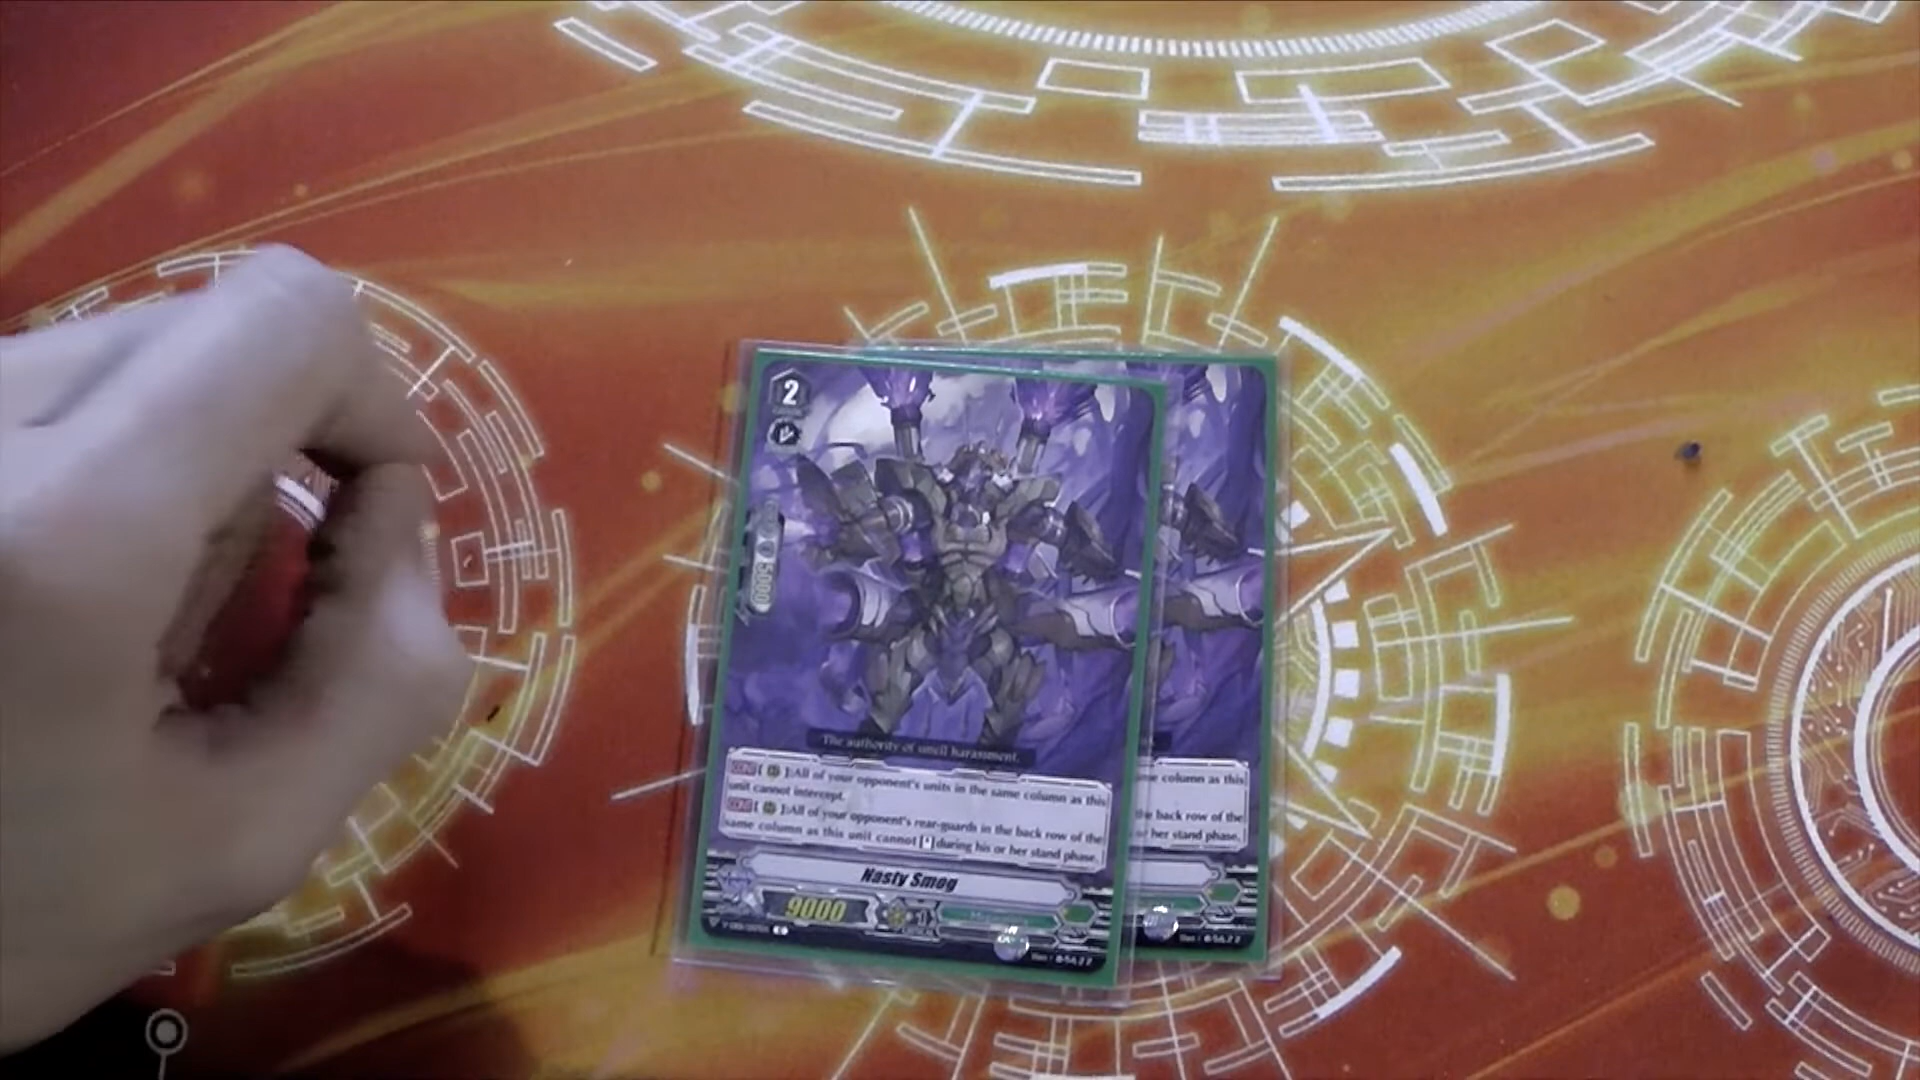 2
5000
The authority of uncil harassment.
CONT [ ]:All of your opponent's units in the same column as this
unit cannot intercept.
CONT [ ]:All of your opponent's rear-guards in the back row of the
same column as this unit cannot [ ] during his or her stand phase.
Nasty Smog
9000
me column as this
the back row of the
or her stand phase.